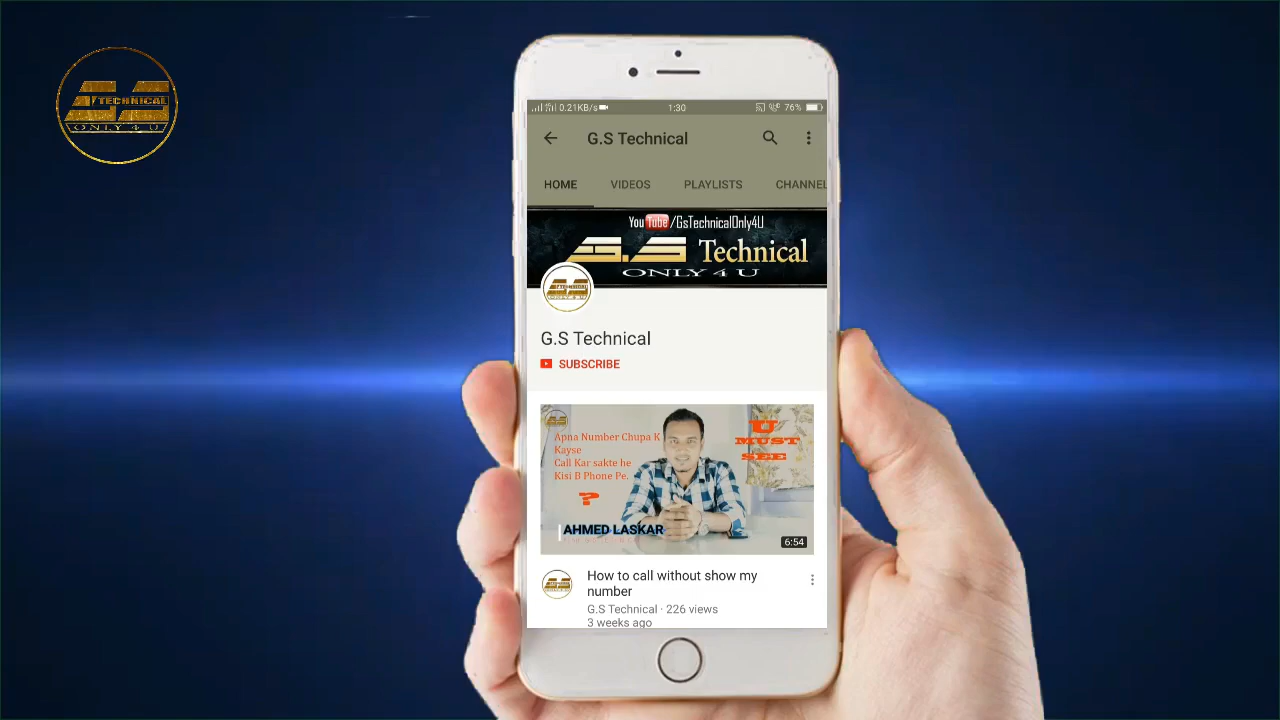 G.S
TECHNICAL
ONLY 4 U
0.21KB/s 1:30 76%
G.S Technical
HOME VIDEOS PLAYLISTS CHANNEL
YouTube/GsTechnicalOnly4U
G.S Technical
ONLY 4 U
G.S Technical
SUBSCRIBE
Apna Number Chupa K
Kayse
Call Kar sakte he
Kisi B Phone Pe.
?
U
MUST
SEE
AHMED LASKAR
6:54
How to call without show my
number
G.S Technical · 226 views
3 weeks ago